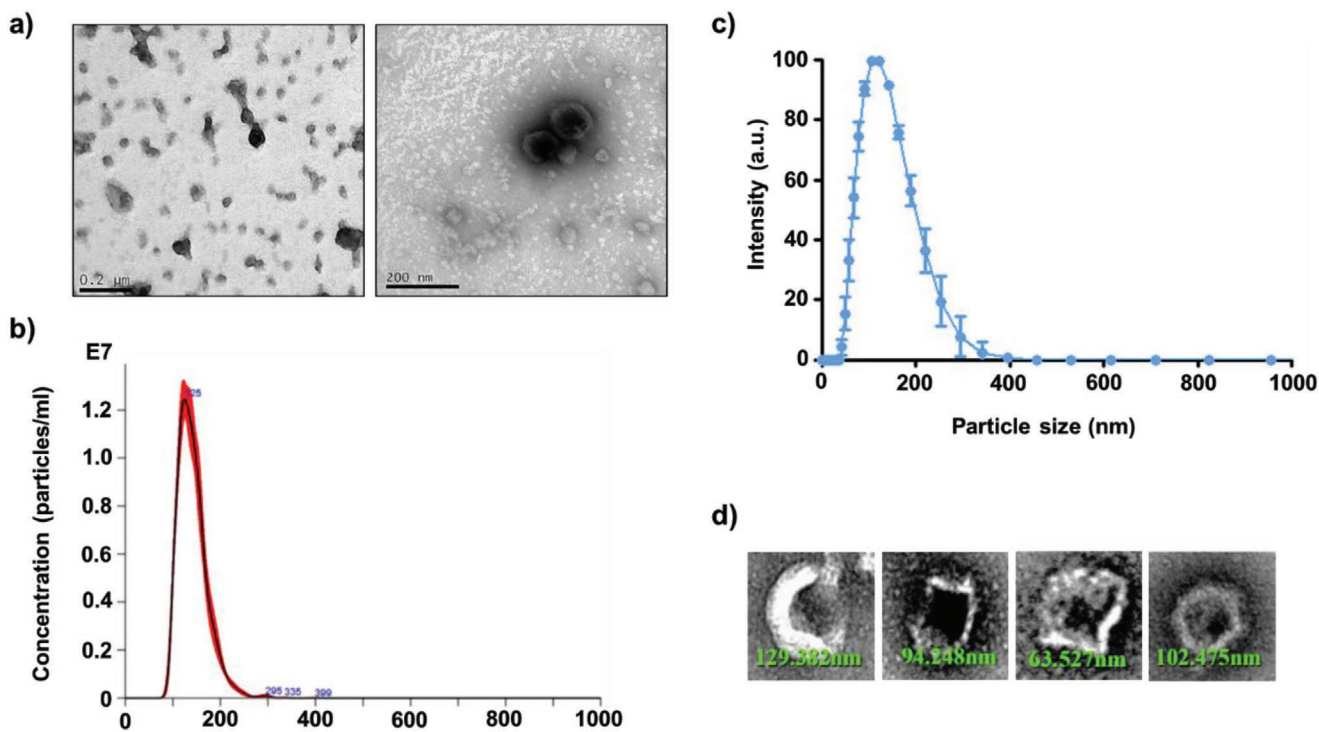 a)
0.2 µm
200 nm
b)
E7
Concentration (particles/ml)
1.2
1.0
0.8
0.6
0.4
0.2
0
295 335 399
0 200 400 600 800 1000
c)
Intensity (a.u.)
100
80
60
40
20
0
0 200 400 600 800 1000
Particle size (nm)
d)
129.382nm 94.248nm 63.527nm 102.475nm